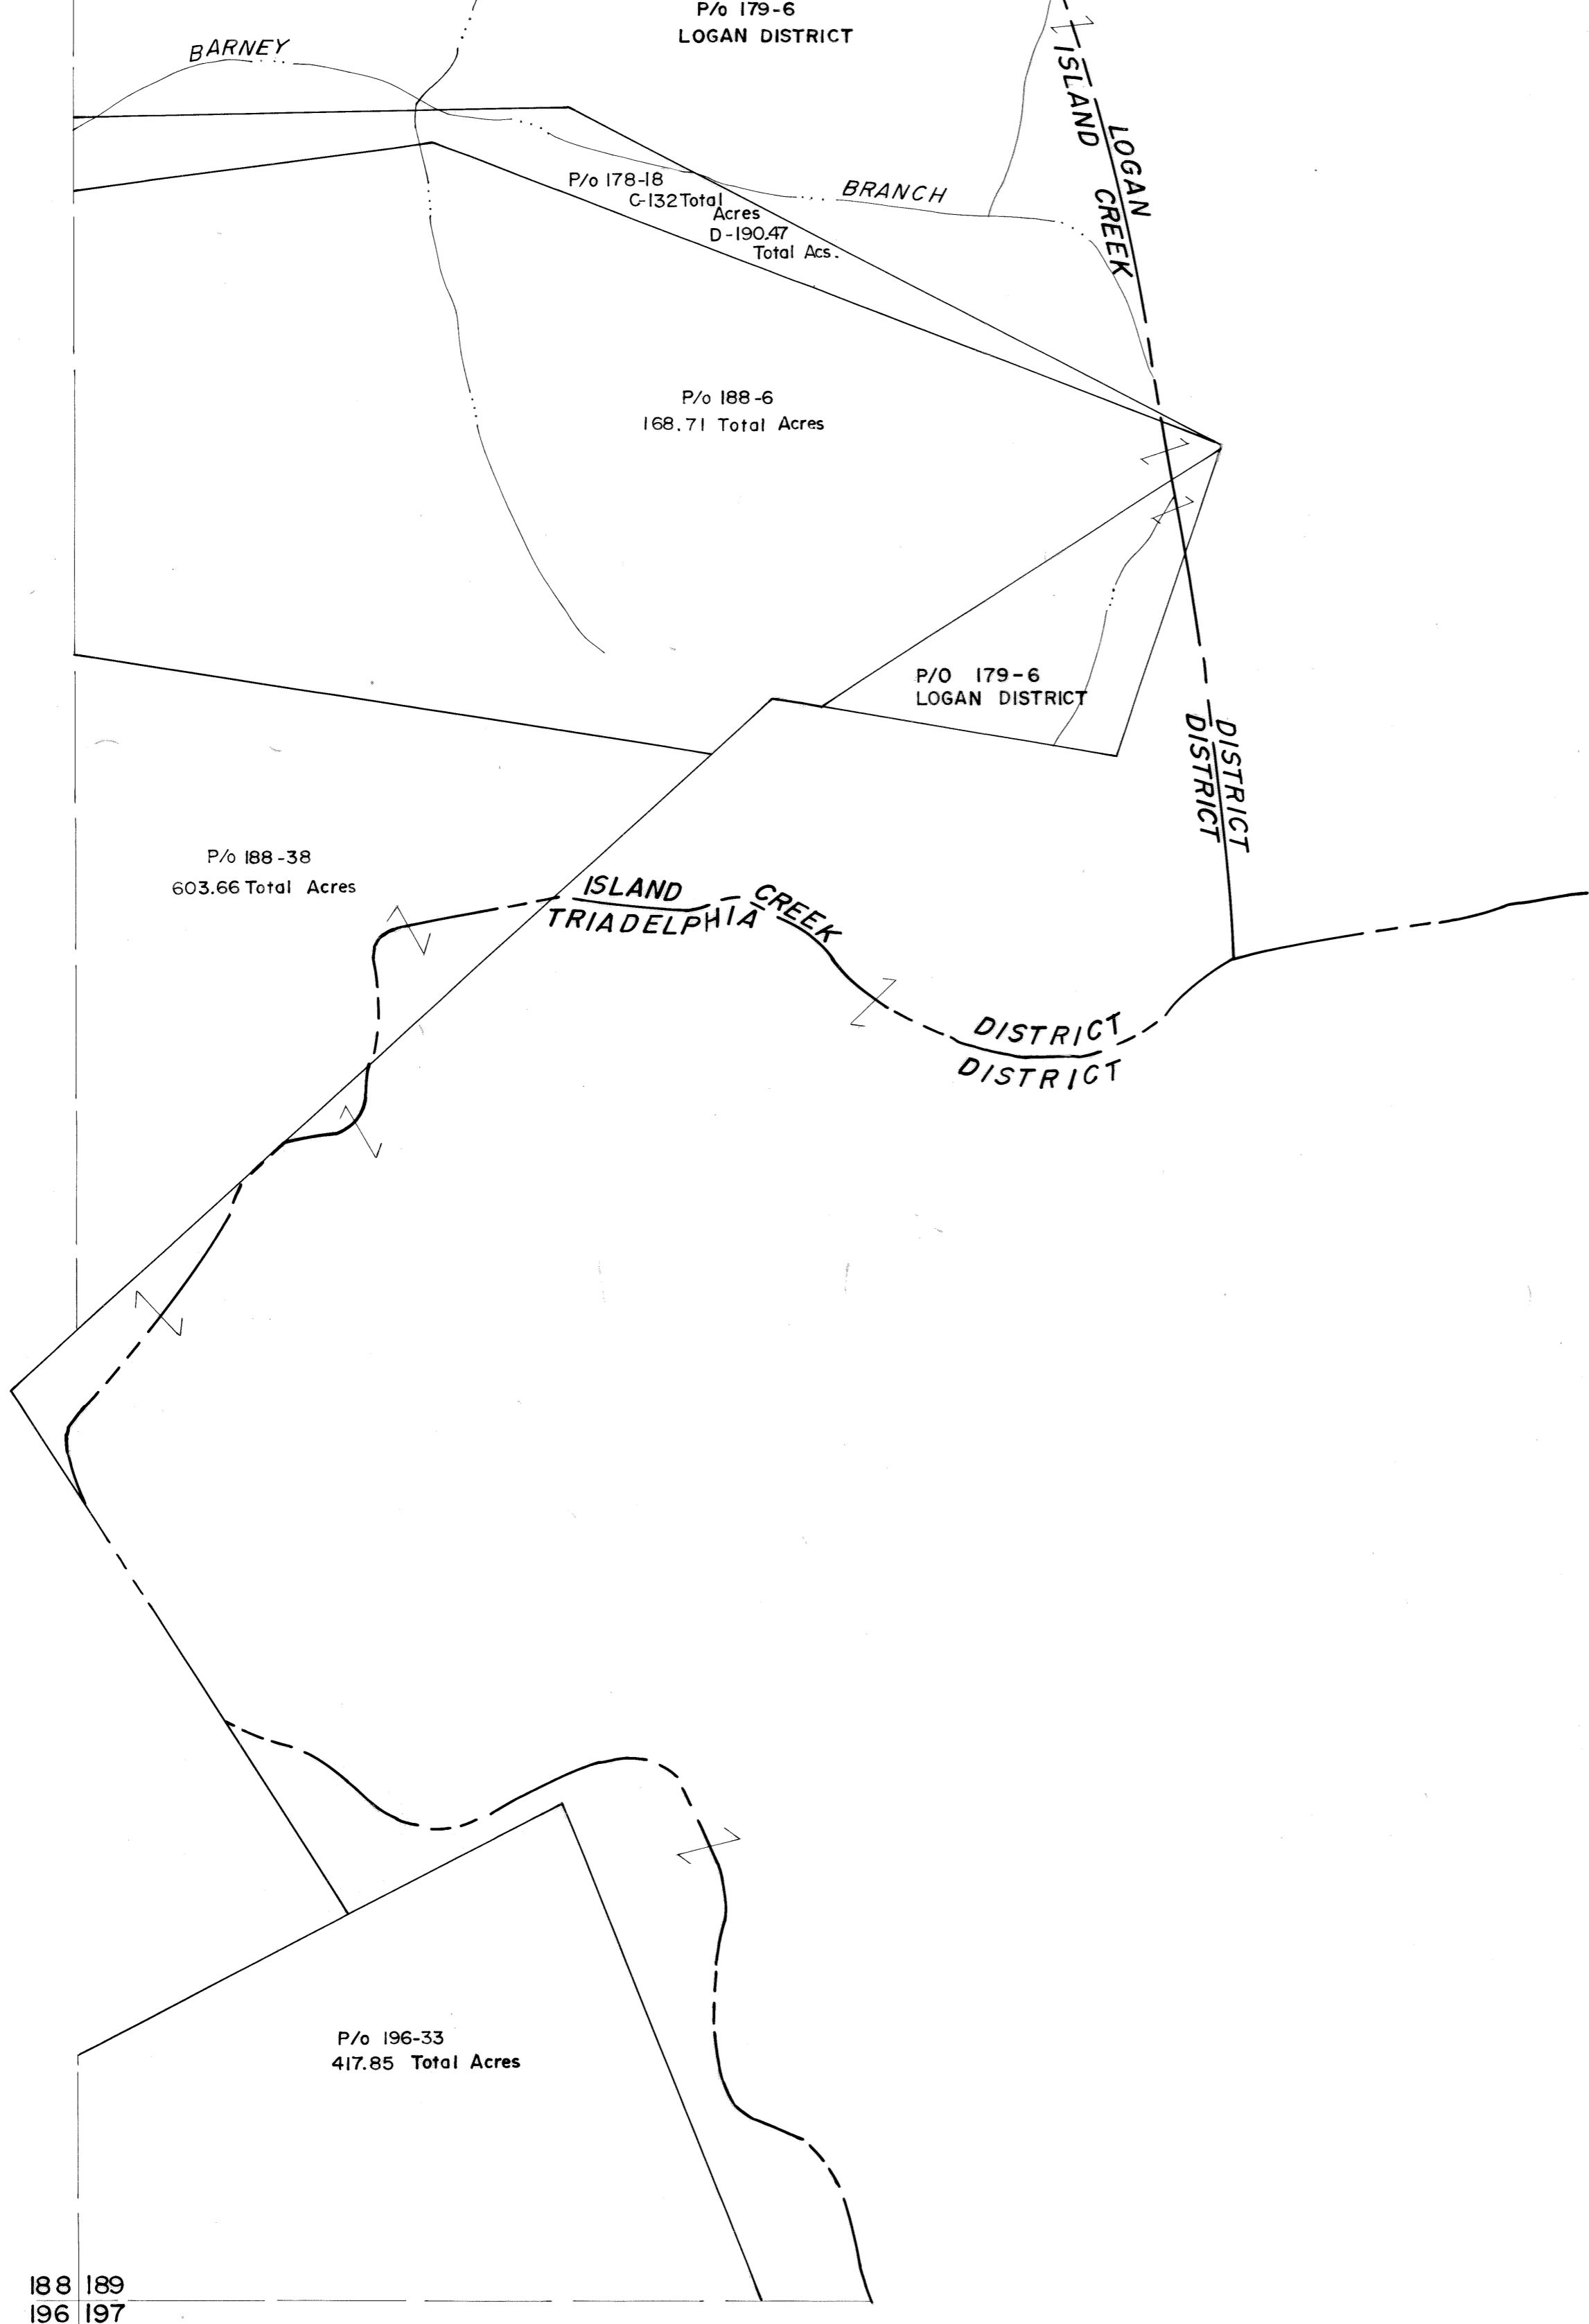 P/o 179-6
LOGAN DISTRICT
BARNEY
ISLAND CREEK
LOGAN
P/o 178-18
C-132 Total
Acres
D-190.47
Total Acs.
BRANCH
P/o 188-6
168.71 Total Acres
P/O 179-6
LOGAN DISTRICT
DISTRICT
DISTRICT
P/o 188-38
603.66 Total Acres
ISLAND CREEK
TRIADELPHIA
DISTRICT
DISTRICT
P/o 196-33
417.85 Total Acres
188 189
196 197